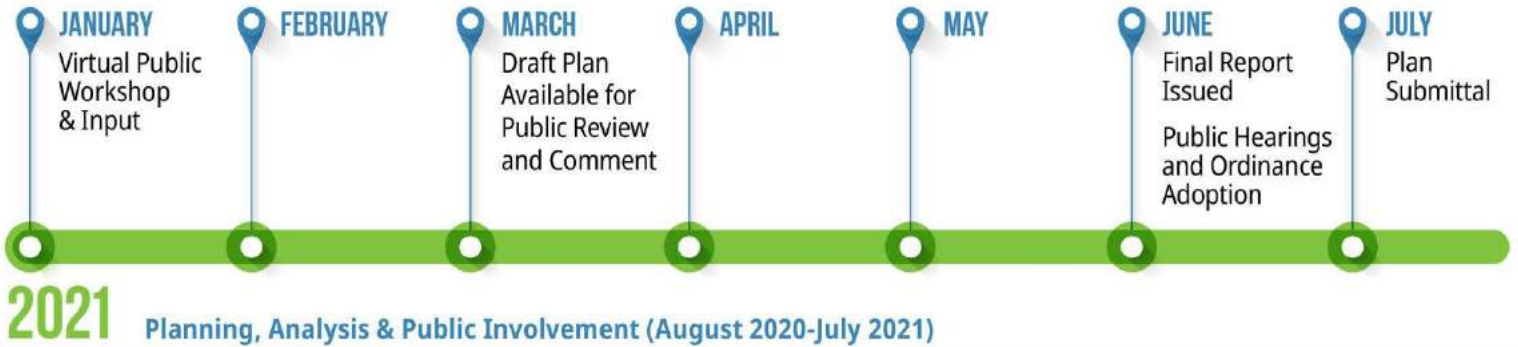 JANUARY
Virtual Public
Workshop
& Input
FEBRUARY
MARCH
Draft Plan
Available for
Public Review
and Comment
APRIL
MAY
JUNE
Final Report
Issued
Public Hearings
and Ordinance
Adoption
JULY
Plan
Submittal
2021
Planning, Analysis & Public Involvement (August 2020-July 2021)